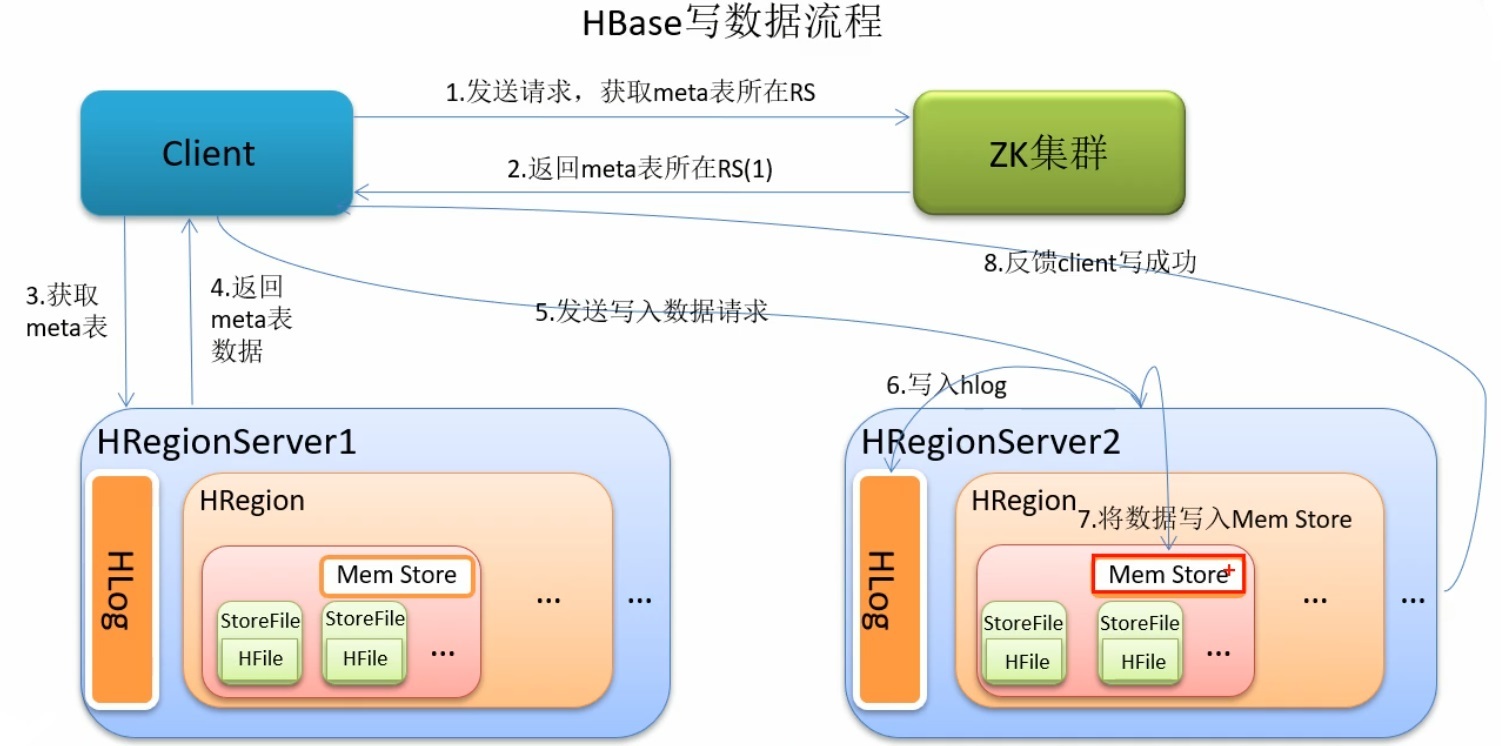 HBase写数据流程
1.发送请求，获取meta表所在RS
Client
ZK集群
2.返回meta表所在RS(1)
8.反馈client写成功
3.获取
meta表
4.返回
meta表
数据
5.发送写入数据请求
6.写入hlog
HRegionServer1
HLog
HRegion
Mem Store
StoreFile
HFile
StoreFile
HFile
...
...
...
HRegionServer2
HLog
HRegion
7.将数据写入Mem Store
Mem Store
StoreFile
HFile
StoreFile
HFile
...
...
...